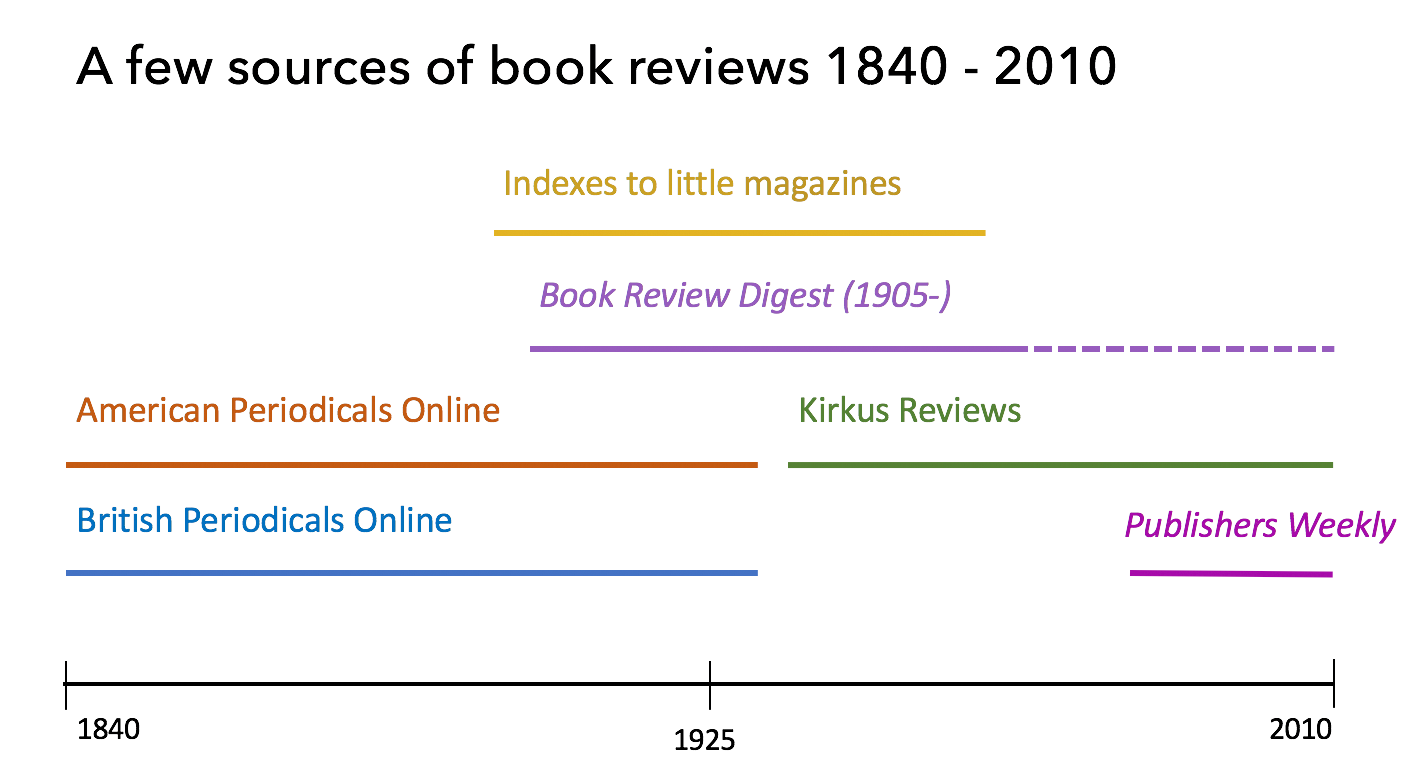 A few sources of book reviews 1840 - 2010
Indexes to little magazines
Book Review Digest (1905-)
American Periodicals Online
Kirkus Reviews
British Periodicals Online
Publishers Weekly
1840
1925
2010